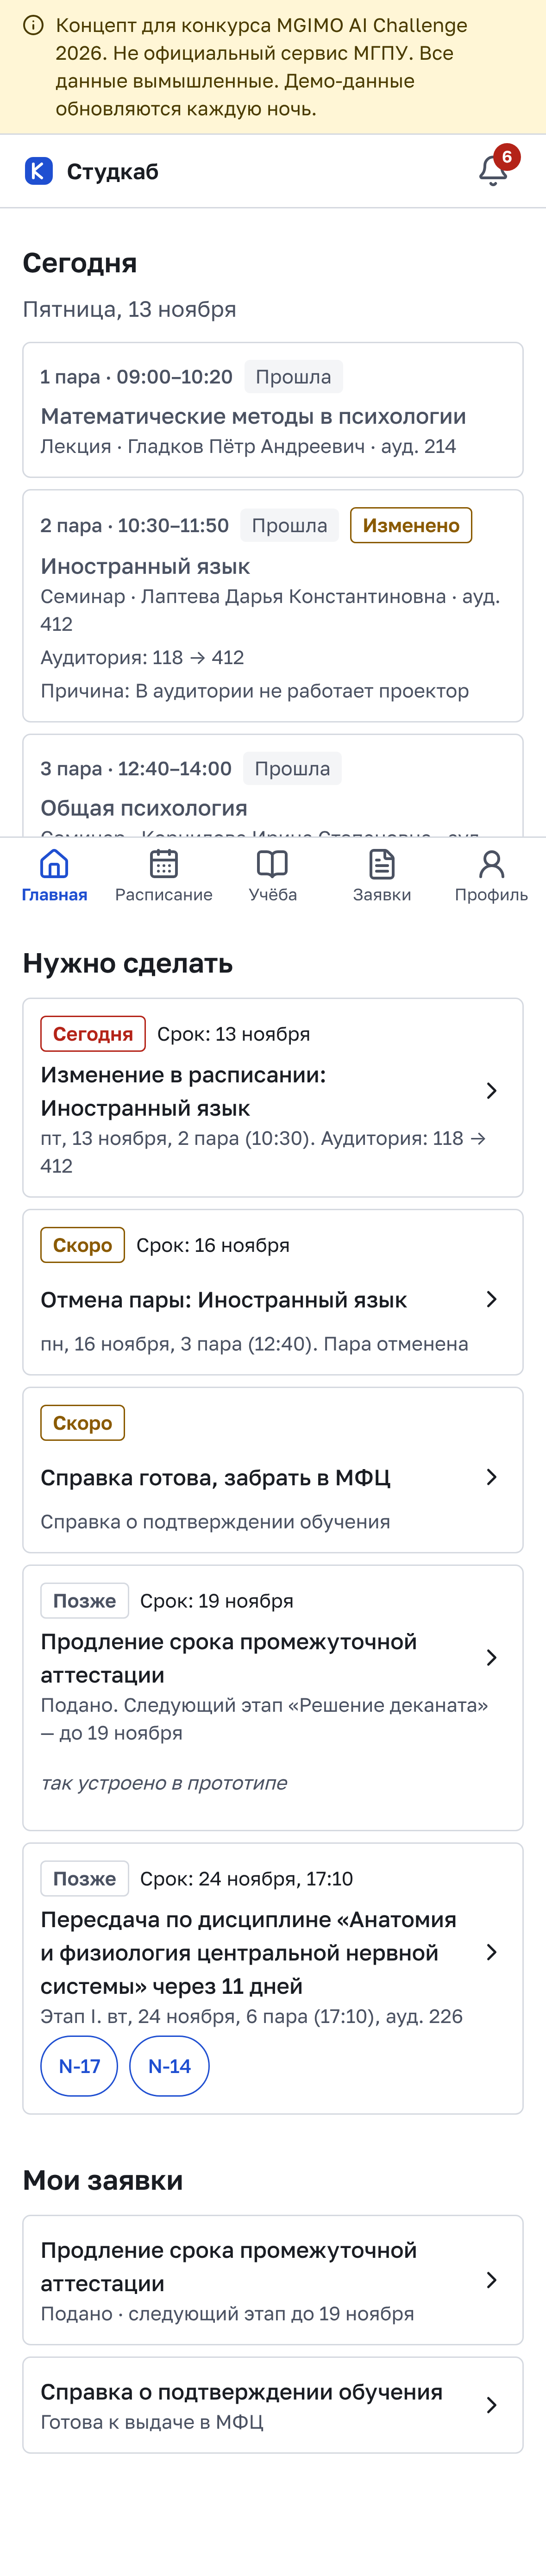 Концепт для конкурса MGIMO AI Challenge
2026. Не официальный сервис МГПУ. Все
данные вымышленные. Демо-данные
обновляются каждую ночь.
K Студкаб
6
Сегодня
Пятница, 13 ноября
1 пара · 09:00–10:20 Прошла
Математические методы в психологии
Лекция · Гладков Пётр Андреевич · ауд. 214
2 пара · 10:30–11:50 Прошла Изменено
Иностранный язык
Семинар · Лаптева Дарья Константиновна · ауд.
412
Аудитория: 118 → 412
Причина: В аудитории не работает проектор
3 пара · 12:40–14:00 Прошла
Общая психология
Главная Расписание Учёба Заявки Профиль
Нужно сделать
Сегодня Срок: 13 ноября
Изменение в расписании:
Иностранный язык
пт, 13 ноября, 2 пара (10:30). Аудитория: 118 →
412
Скоро Срок: 16 ноября
Отмена пары: Иностранный язык
пн, 16 ноября, 3 пара (12:40). Пара отменена
Скоро
Справка готова, забрать в МФЦ
Справка о подтверждении обучения
Позже Срок: 19 ноября
Продление срока промежуточной
аттестации
Подано. Следующий этап «Решение деканата»
— до 19 ноября
так устроено в прототипе
Позже Срок: 24 ноября, 17:10
Пересдача по дисциплине «Анатомия
и физиология центральной нервной
системы» через 11 дней
Этап I. вт, 24 ноября, 6 пара (17:10), ауд. 226
N-17 N-14
Мои заявки
Продление срока промежуточной
аттестации
Подано · следующий этап до 19 ноября
Справка о подтверждении обучения
Готова к выдаче в МФЦ